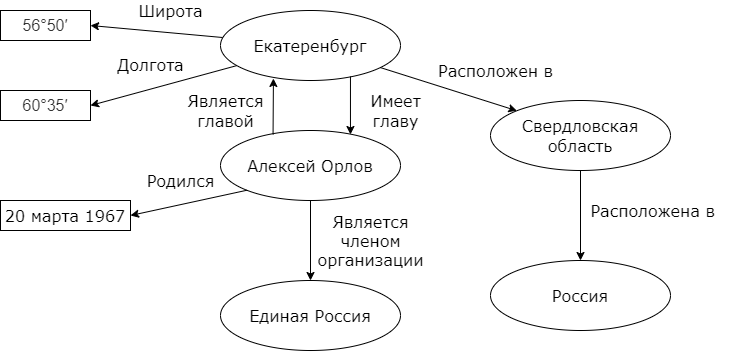 Широта
56°50′
Екатеренбург
Долгота
Расположен в
60°35′
Является
главой
Имеет
главу
Свердловская
область
Алексей Орлов
Родился
20 марта 1967
Является
членом
организации
Расположена в
Единая Россия
Россия